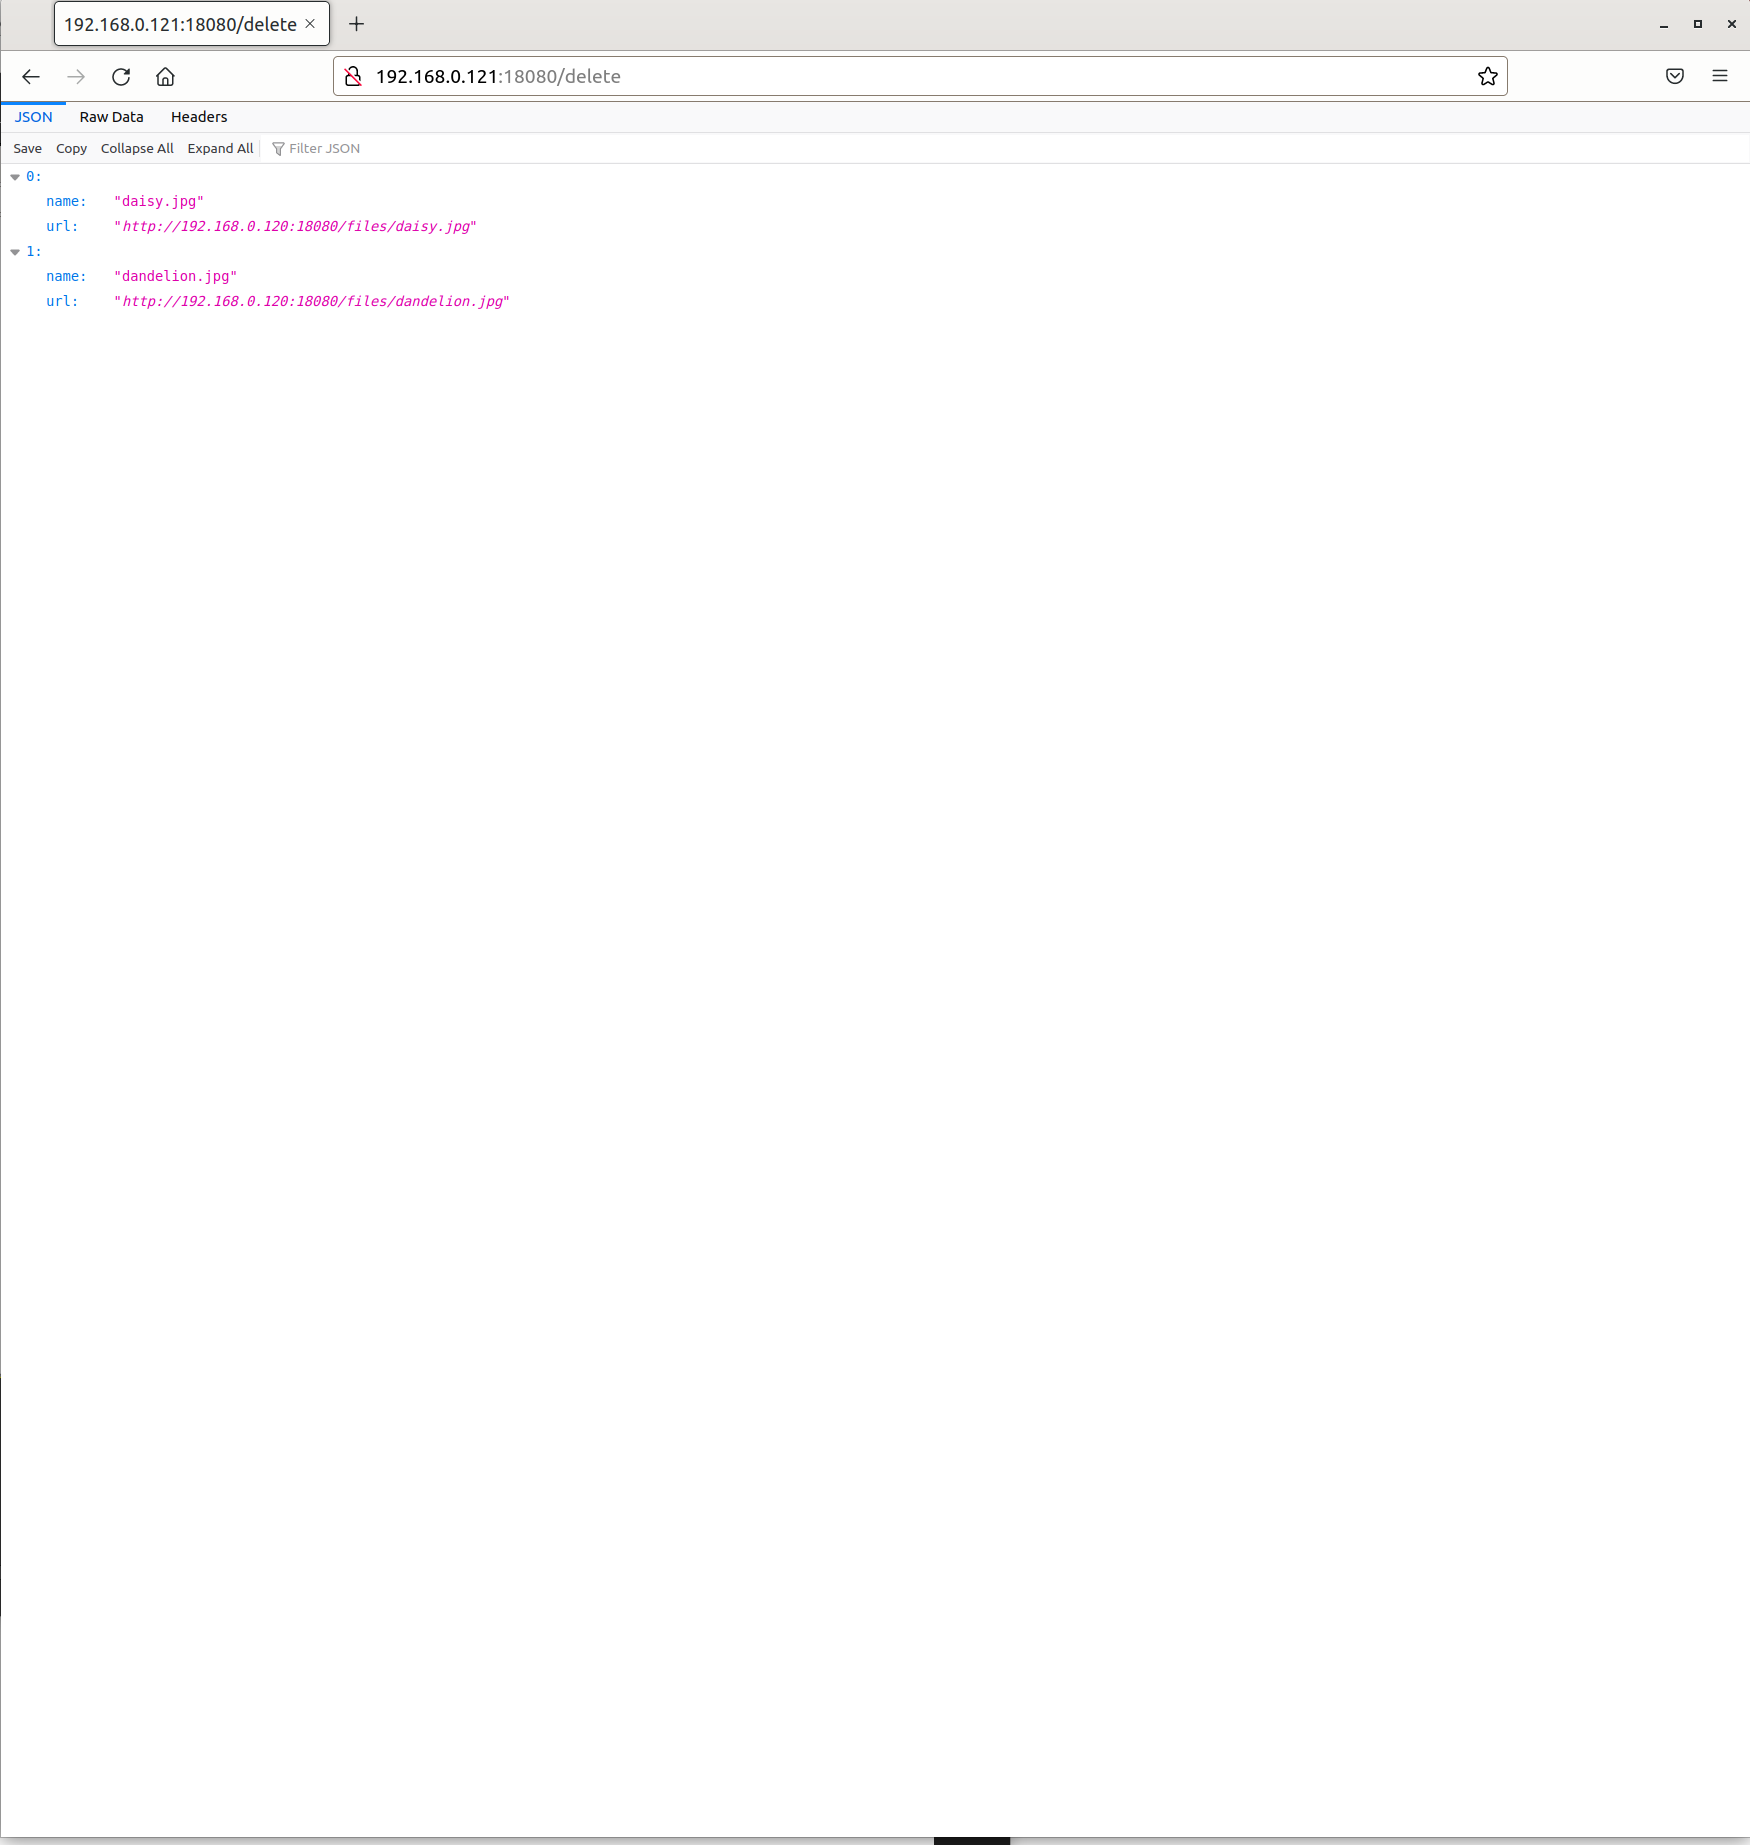 192.168.0.121:18080/delete
192.168.0.121:18080/delete
JSON Raw Data Headers
Save Copy Collapse All Expand All Filter JSON
0:
name: "daisy.jpg"
url: "http://192.168.0.120:18080/files/daisy.jpg"
1:
name: "dandelion.jpg"
url: "http://192.168.0.120:18080/files/dandelion.jpg"